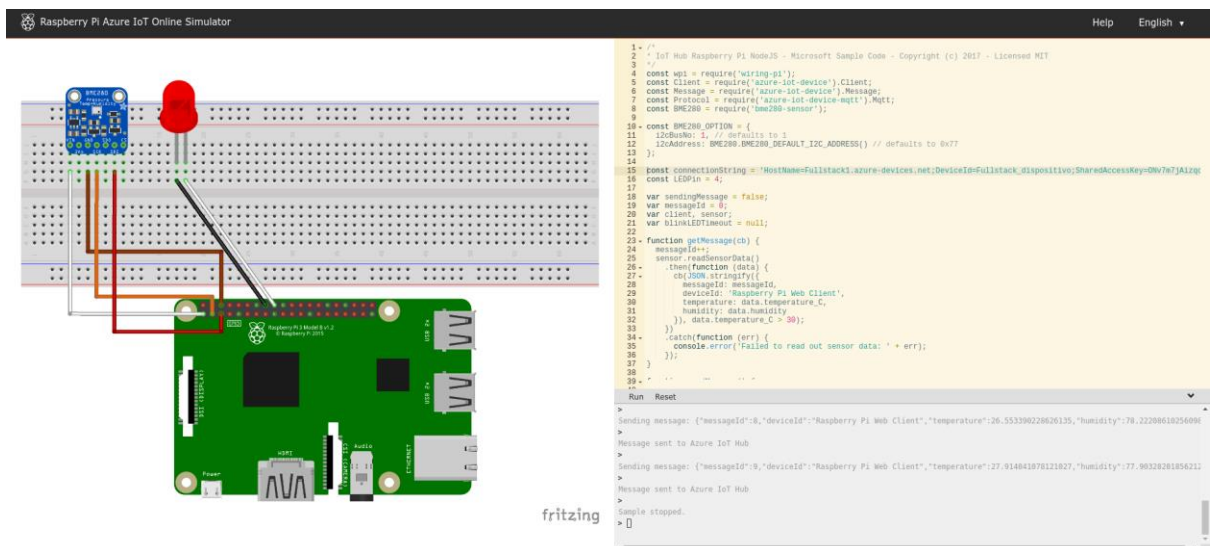 Raspberry Pi Azure IoT Online Simulator
Help
English
BME280
Pressure
Raspberry Pi 3 Model B v1.2
© Raspberry Pi 2015
GPIO
USB 2x
USB 2x
DSI (DISPLAY)
CSI (CAMERA)
Power
HDMI
Audio
ETHERNET
fritzing
1 /*
2 * IoT Hub Raspberry Pi NodeJS - Microsoft Sample Code - Copyright (c) 2017 - Licensed MIT
3 */
4 const wpi = require('wiring-pi');
5 const Client = require('azure-iot-device').Client;
6 const Message = require('azure-iot-device').Message;
7 const Protocol = require('azure-iot-device-mqtt').Mqtt;
8 const BME280 = require('bme280-sensor');
9
10 const BME280_OPTION = {
11 i2cBusNo: 1, // defaults to 1
12 i2cAddress: BME280.BME280_DEFAULT_I2C_ADDRESS() // defaults to 0x77
13 };
14
15 const connectionString = 'HostName=Fullstack1.azure-devices.net;DeviceId=Fullstack_dispositivo;
16 const LEDPin = 4;
17
18 var sendingMessage = false;
19 var messageId = 0;
20 var client, sensor;
21 var blinkLEDTimeout = null;
22
23 function getMessage(cb) {
24 messageId++;
25 sensor.readSensorData()
26 .then(function (data) {
27 cb(JSON.stringify({
28 messageId: messageId,
29 deviceId: 'Raspberry Pi Web Client',
30 temperature: data.temperature_C,
31 humidity: data.humidity
32 }), data.temperature_C > 30);
33 })
34 .catch(function (err) {
35 console.error('Failed to read out sensor data: ' + err);
36 });
37 }
38
39
Run Reset
>
Sending message: {"messageId":8,"deviceId":"Raspberry Pi Web Client","temperature":26.553390228626135,"humidity":
>
Message sent to Azure IoT Hub
>
Sending message: {"messageId":9,"deviceId":"Raspberry Pi Web Client","temperature":27.914841078121827,"humidity":
>
Message sent to Azure IoT Hub
>
Sample stopped.
>